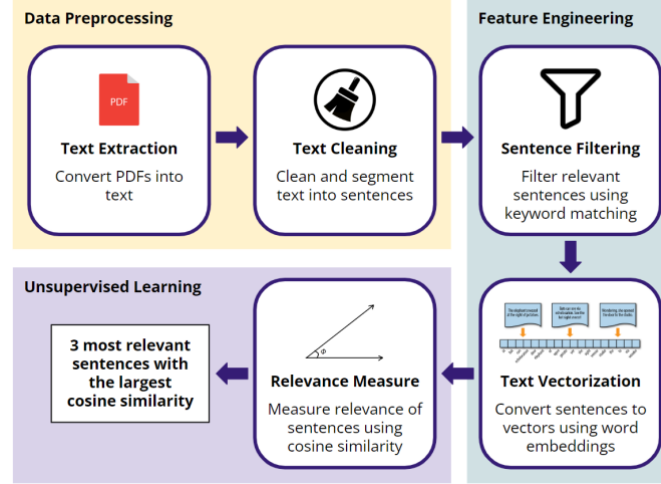 Data Preprocessing
PDF
Text Extraction
Convert PDFs into
text
Text Cleaning
Clean and segment
text into sentences
Feature Engineering
Sentence Filtering
Filter relevant
sentences using
keyword matching
Text Vectorization
Convert sentences to
vectors using word
embeddings
Unsupervised Learning
Φ
Relevance Measure
Measure relevance of
sentences using
cosine similarity
3 most relevant
sentences with
the largest
cosine similarity